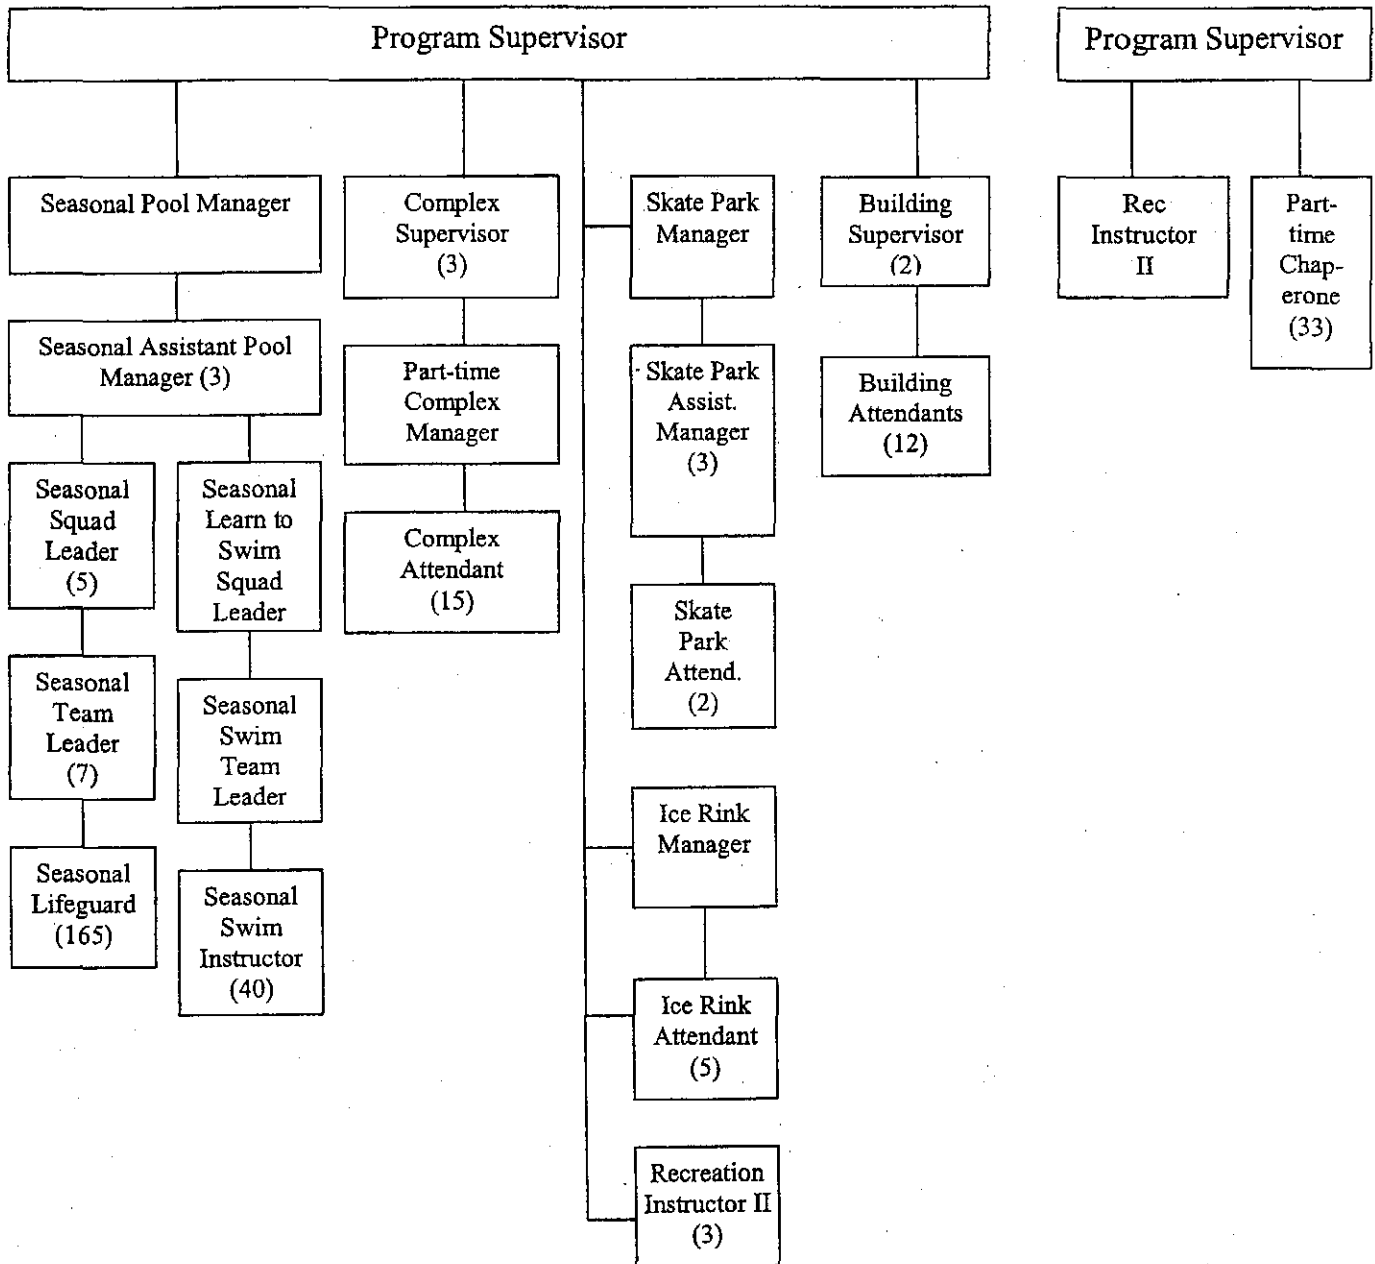 Program Supervisor
Program Supervisor
Seasonal Pool Manager
Seasonal Assistant Pool
Manager (3)
Seasonal
Squad
Leader
(5)
Seasonal
Team
Leader
(7)
Seasonal
Lifeguard
(165)
Seasonal
Learn to
Swim
Squad
Leader
Seasonal
Swim
Team
Leader
Seasonal
Swim
Instructor
(40)
Complex
Supervisor
(3)
Part-time
Complex
Manager
Complex
Attendant
(15)
Skate Park
Manager
Skate Park
Assist.
Manager
(3)
Skate
Park
Attend.
(2)
Ice Rink
Manager
Ice Rink
Attendant
(5)
Recreation
Instructor II
(3)
Building
Supervisor
(2)
Building
Attendants
(12)
Rec
Instructor
II
Part-
time
Chap-
erone
(33)